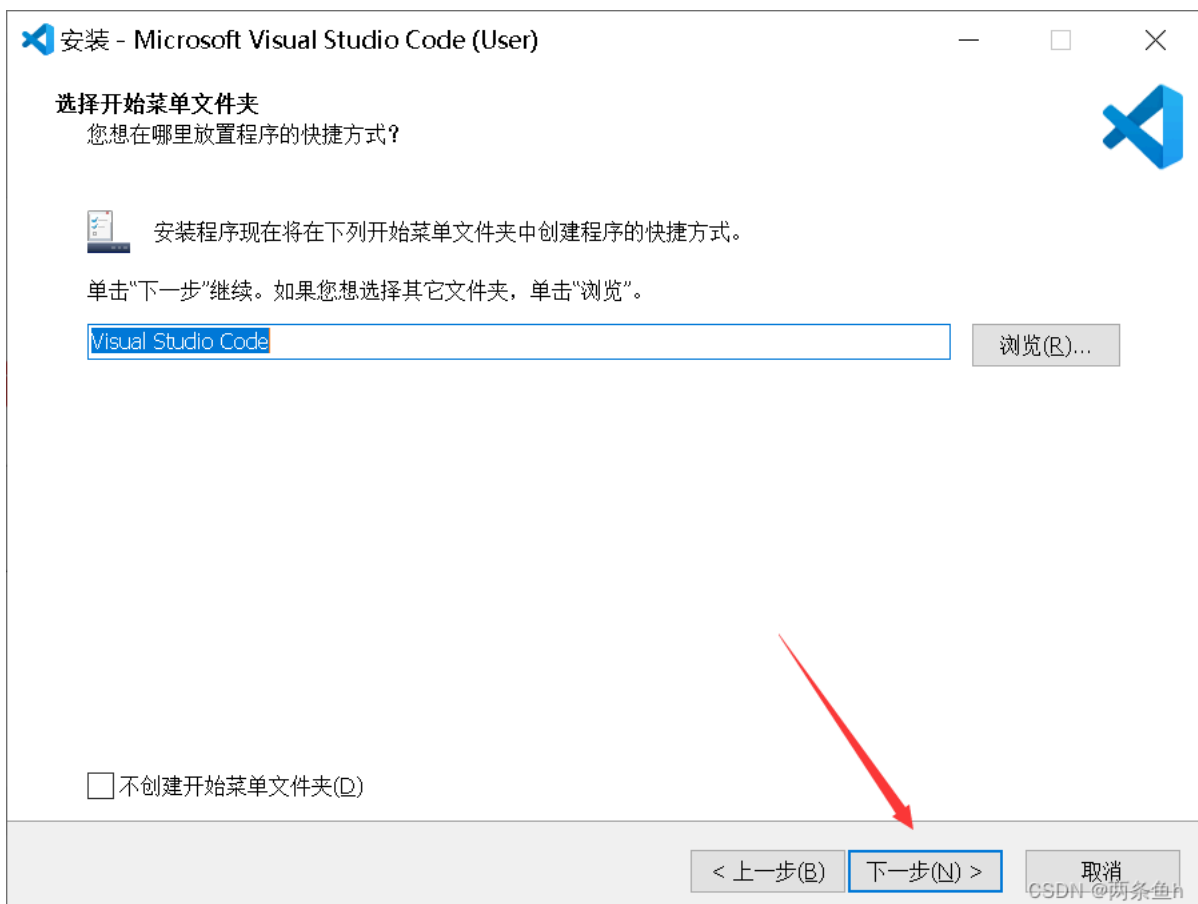 安装 - Microsoft Visual Studio Code (User)
选择开始菜单文件夹
您想在哪里放置程序的快捷方式？
安装程序现在将在下列开始菜单文件夹中创建程序的快捷方式。
单击“下一步”继续。如果您想选择其它文件夹，单击“浏览”。
Visual Studio Code
浏览(R)...
不创建开始菜单文件夹(D)
< 上一步(B) 下一步(N) > 取消
CSDN @两条鱼h